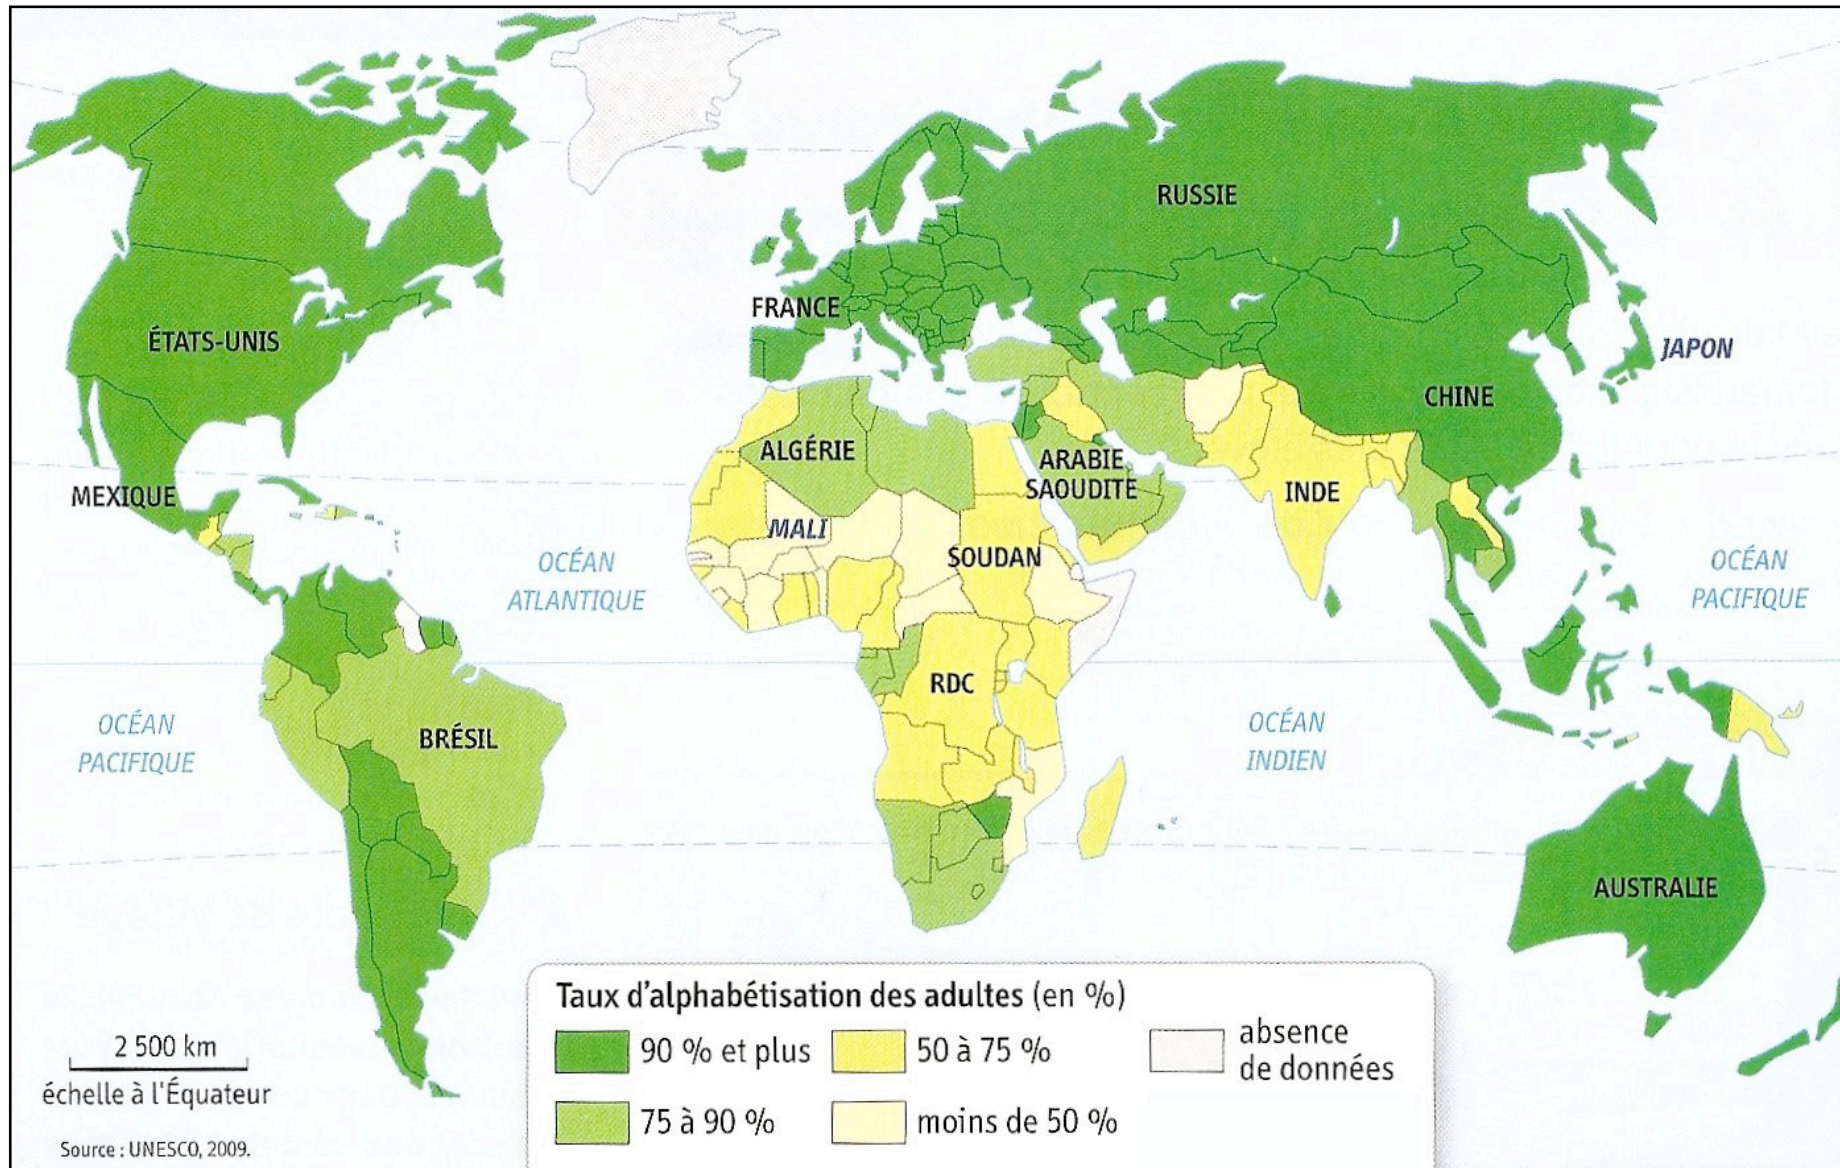 RUSSIE
FRANCE
ÉTATS-UNIS
JAPON
CHINE
ALGÉRIE
ARABIE
SAOUDITE
MEXIQUE
INDE
MALI
SOUDAN
OCÉAN
ATLANTIQUE
OCÉAN
PACIFIQUE
RDC
OCÉAN
PACIFIQUE
BRÉSIL
OCÉAN
INDIEN
AUSTRALIE
Taux d'alphabétisation des adultes (en %)
90 % et plus
50 à 75 %
absence
de données
75 à 90 %
moins de 50 %
2 500 km
échelle à l'Équateur
Source : UNESCO, 2009.